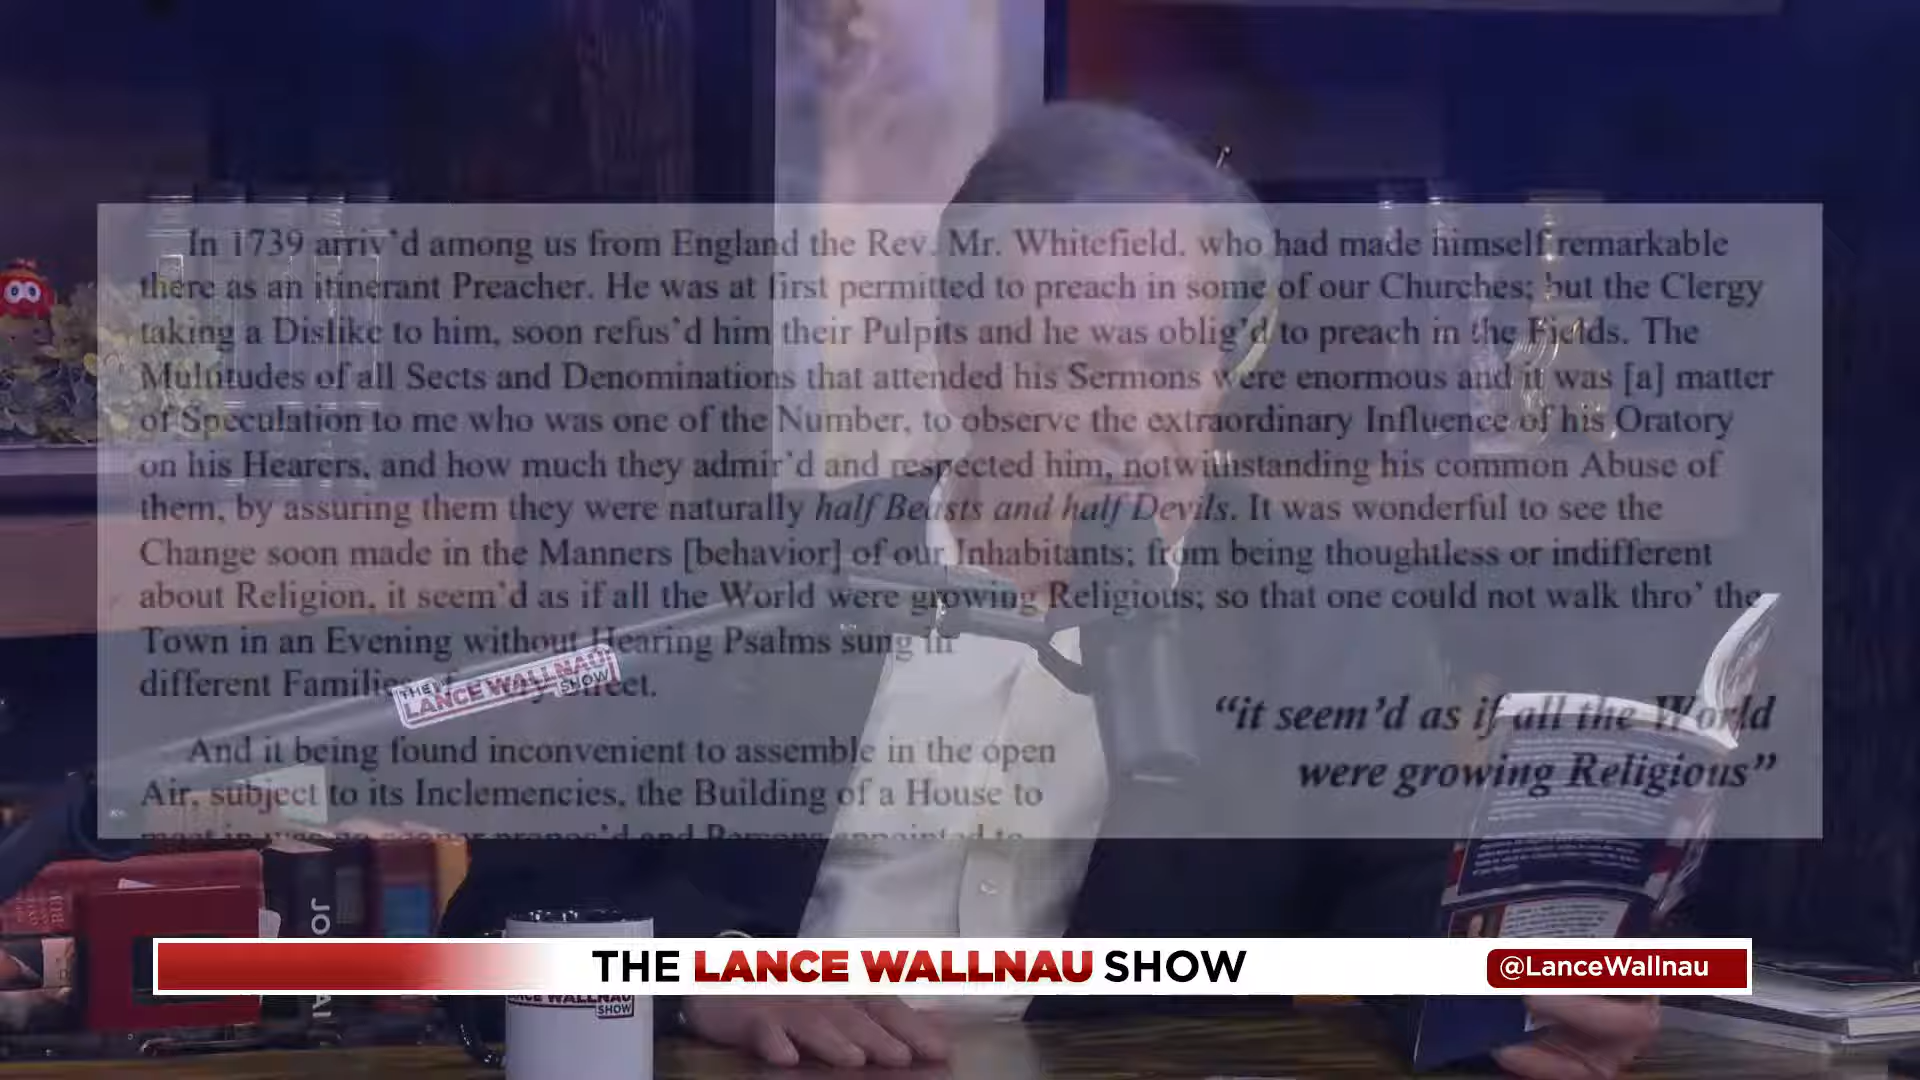 In 1739 arriv’d among us from England the Rev. Mr. Whitefield, who had made himself remarkable
there as an itinerant Preacher. He was at first permitted to preach in some of our Churches; but the Clergy
taking a Dislike to him, soon refus’d him their Pulpits and he was oblig’d to preach in the Fields. The
Multitudes of all Sects and Denominations that attended his Sermons were enormous and it was [a] matter
of Speculation to me who was one of the Number, to observe the extraordinary Influence of his Oratory
on his Hearers, and how much they admir’d and respected him, notwithstanding his common Abuse of
them, by assuring them they were naturally half Beasts and half Devils. It was wonderful to see the
Change soon made in the Manners [behavior] of our Inhabitants; from being thoughtless or indifferent
about Religion, it seem’d as if all the World were growing Religious; so that one could not walk thro’ the
Town in an Evening without Hearing Psalms sung in
different Families
And it being found inconvenient to assemble in the open
Air, subject to its Inclemencies, the Building of a House to
“it seem’d as if all the World
were growing Religious”
THE
LANCE WALLNAU
SHOW
THE LANCE WALLNAU SHOW
@LanceWallnau
LANCE WALLNAU
SHOW